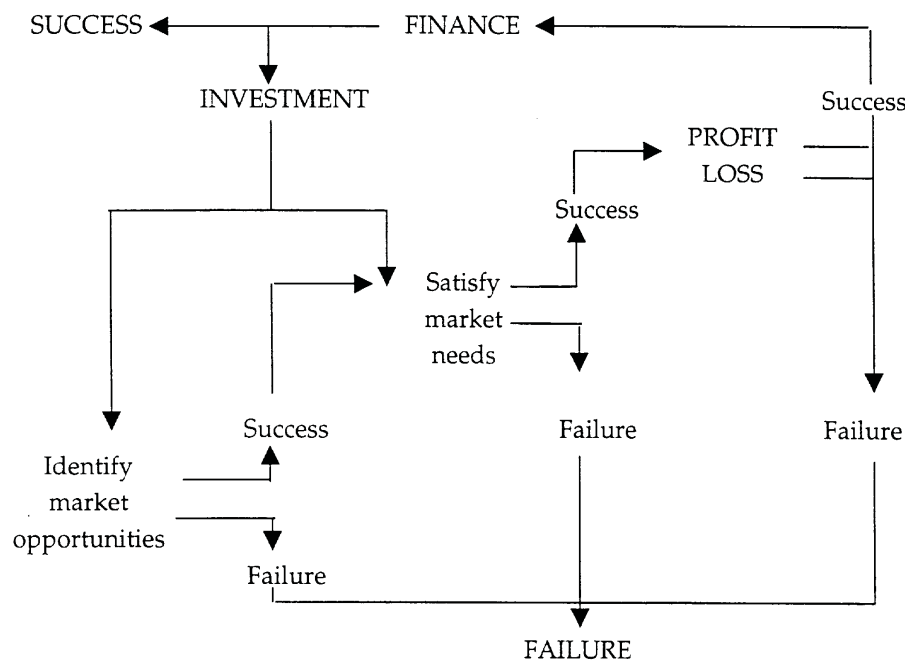 SUCCESS
FINANCE
INVESTMENT
Success
PROFIT
LOSS
Success
Satisfy
market
needs
Success
Failure
Failure
Identify
market
opportunities
Failure
FAILURE